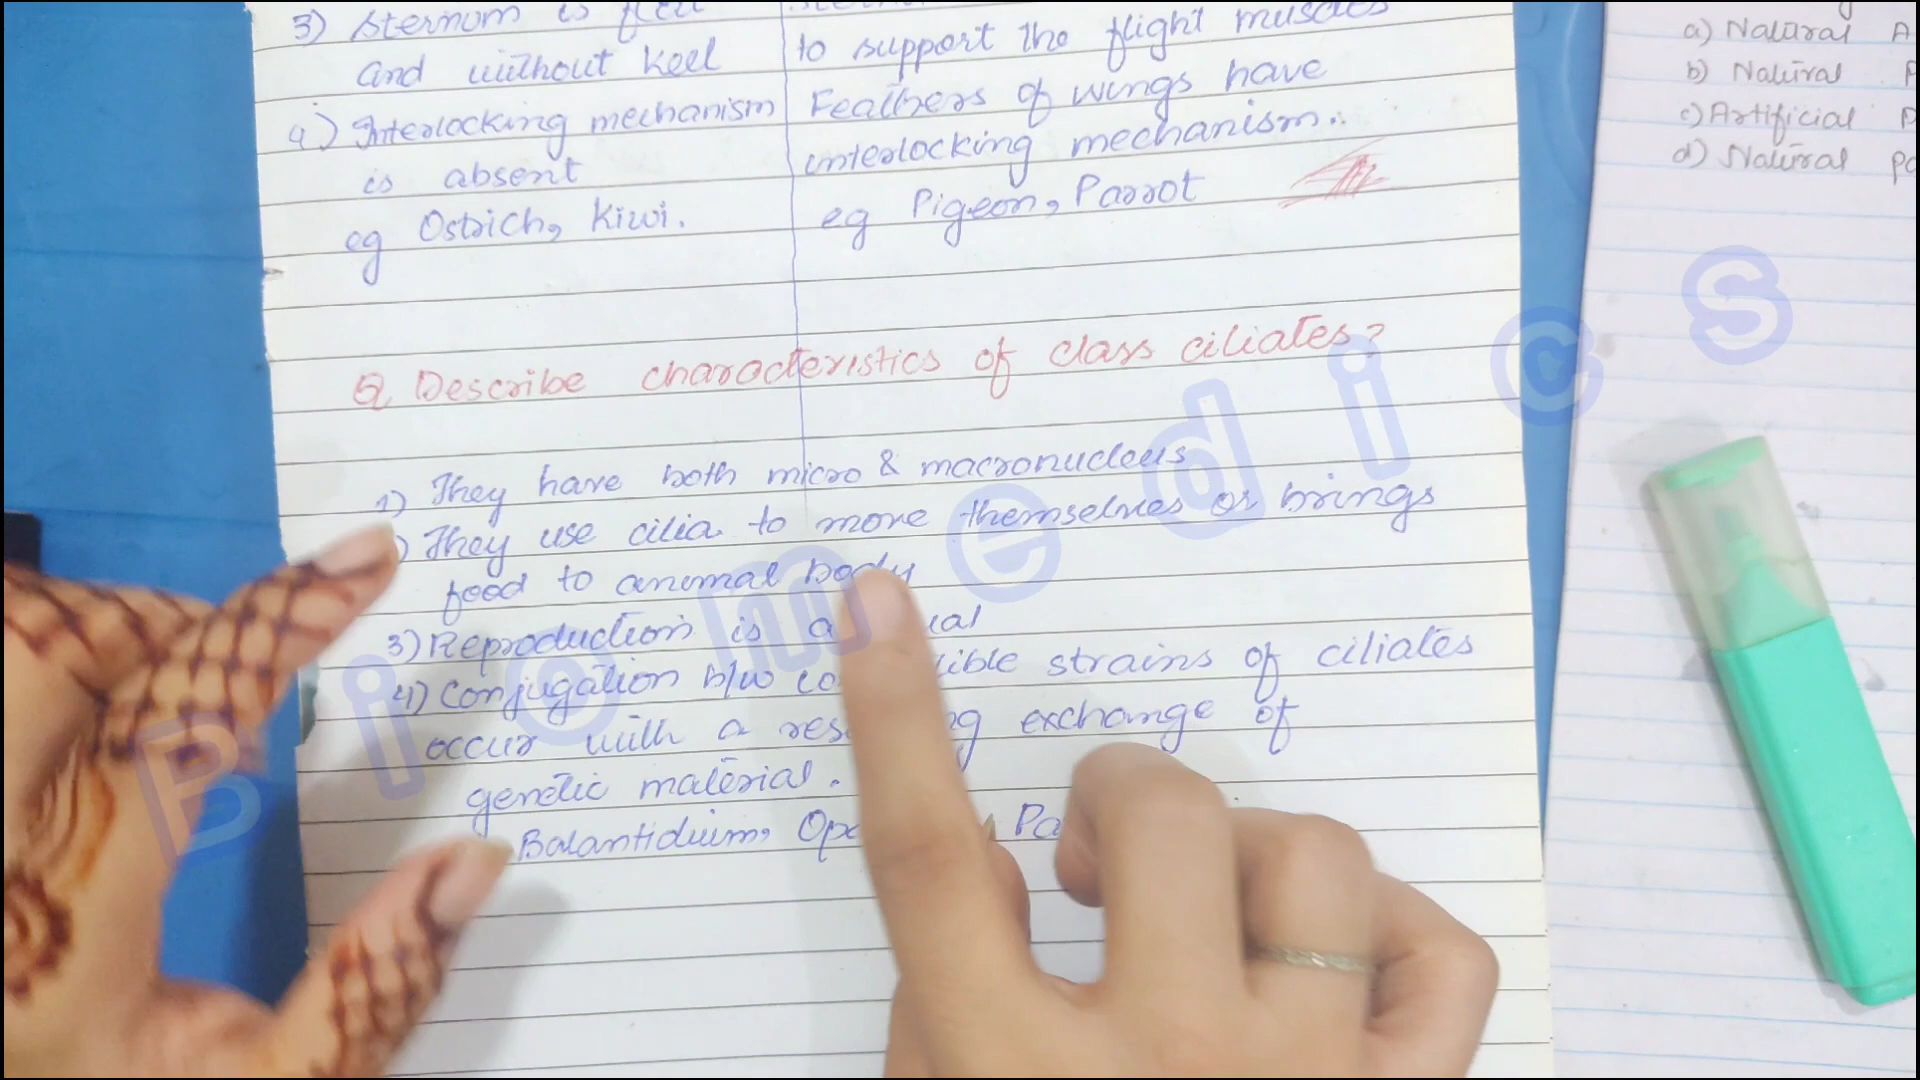 3) Sternum is flat
and without keel
4) Interlocking mechanism
is absent
eg Ostrich, Kiwi.
to support the flight muscles
Feathers of wings have
interlocking mechanism.
eg Pigeon, Parrot
Q Describe characteristics of class ciliates?
1) They have both micro & macronucleus
) They use cilia to move themselves or brings
food to animal body
3) Reproduction is
4) Conjugation b/w strains of ciliates
occur with a exchange of
genetic material.
Balantidium,
a) Natural A
b) Natural
c) Artificial
d) Natural
Biomedics